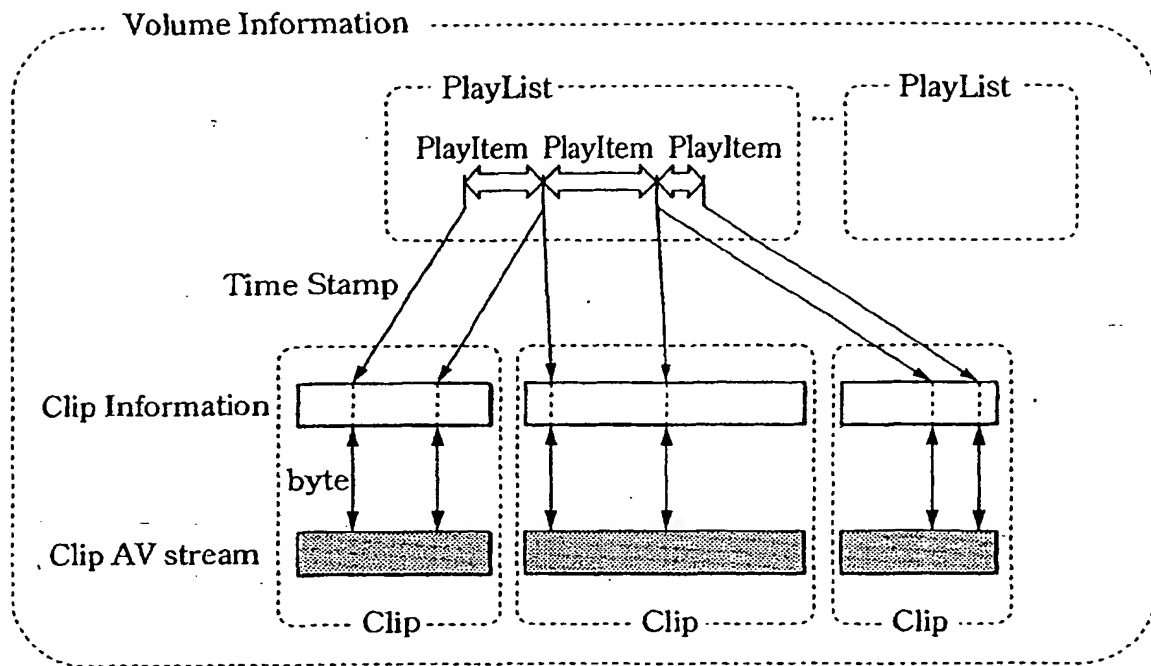 Volume Information
PlayList
PlayList
...
PlayItem PlayItem PlayItem
Time Stamp
Clip Information
byte
Clip AV stream
Clip
Clip
Clip